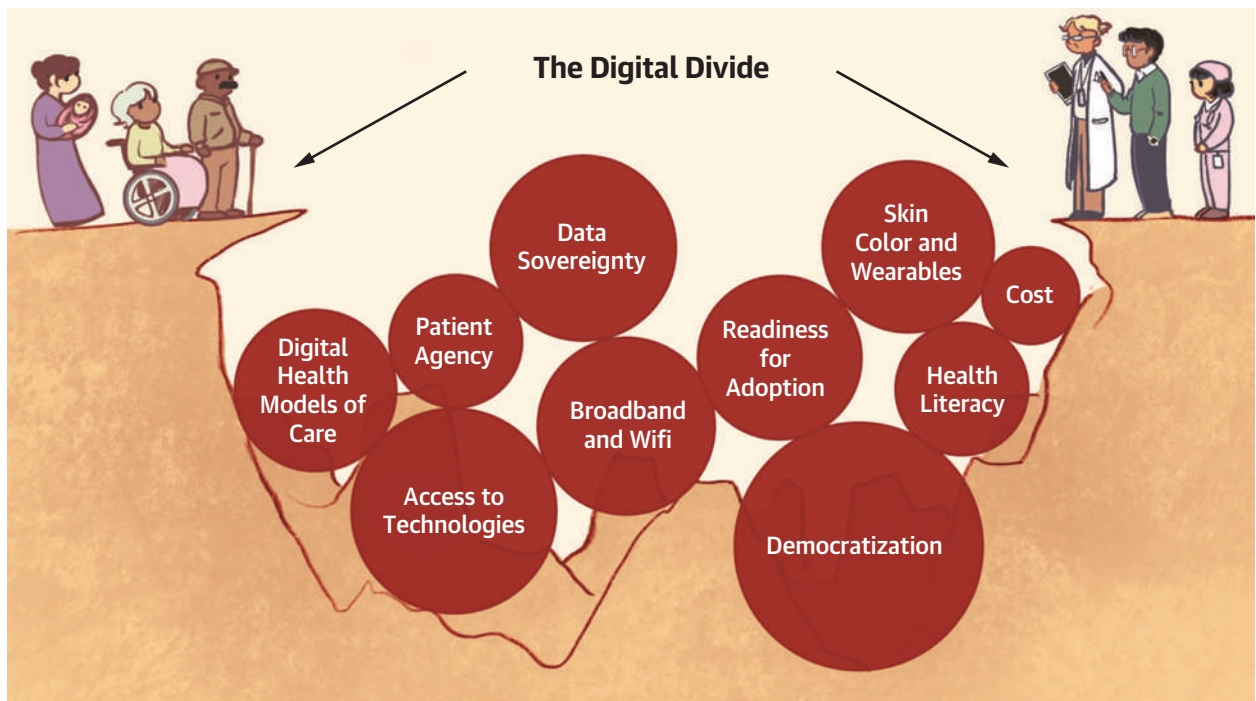 The Digital Divide
Data
Sovereignty
Skin
Color and
Wearables
Cost
Patient
Agency
Readiness
for
Adoption
Digital
Health
Models of
Care
Broadband
and Wifi
Health
Literacy
Access to
Technologies
Democratization